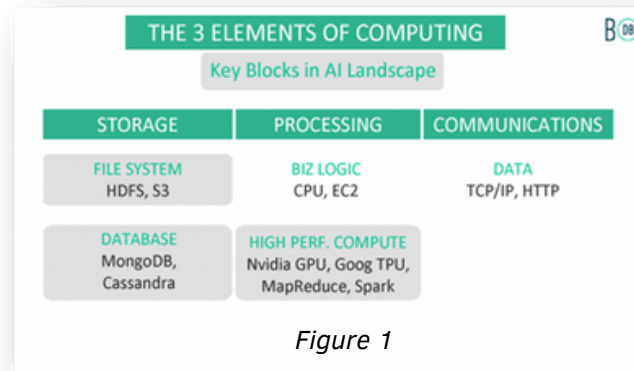 THE 3 ELEMENTS OF COMPUTING
B DB
Key Blocks in AI Landscape
STORAGE PROCESSING COMMUNICATIONS
FILE SYSTEM BIZ LOGIC DATA
HDFS, S3 CPU, EC2 TCP/IP, HTTP
DATABASE HIGH PERF. COMPUTE
MongoDB, Nvidia GPU, Goog TPU,
Cassandra MapReduce, Spark
Figure 1